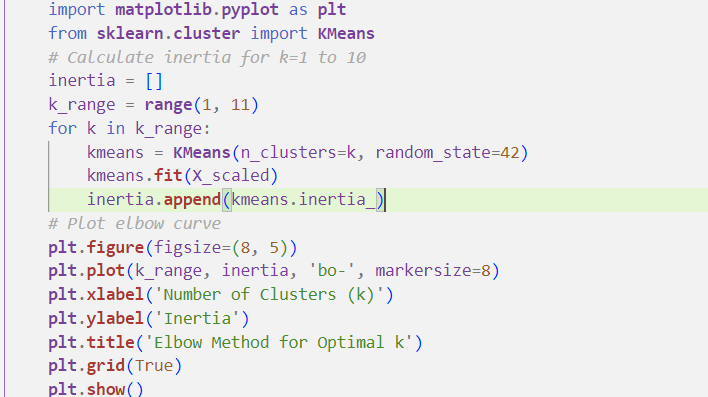 import matplotlib.pyplot as plt
from sklearn.cluster import KMeans
# Calculate inertia for k=1 to 10
inertia = []
k_range = range(1, 11)
for k in k_range:
    kmeans = KMeans(n_clusters=k, random_state=42)
    kmeans.fit(X_scaled)
    inertia.append(kmeans.inertia_)
# Plot elbow curve
plt.figure(figsize=(8, 5))
plt.plot(k_range, inertia, 'bo-', markersize=8)
plt.xlabel('Number of Clusters (k)')
plt.ylabel('Inertia')
plt.title('Elbow Method for Optimal k')
plt.grid(True)
plt.show()